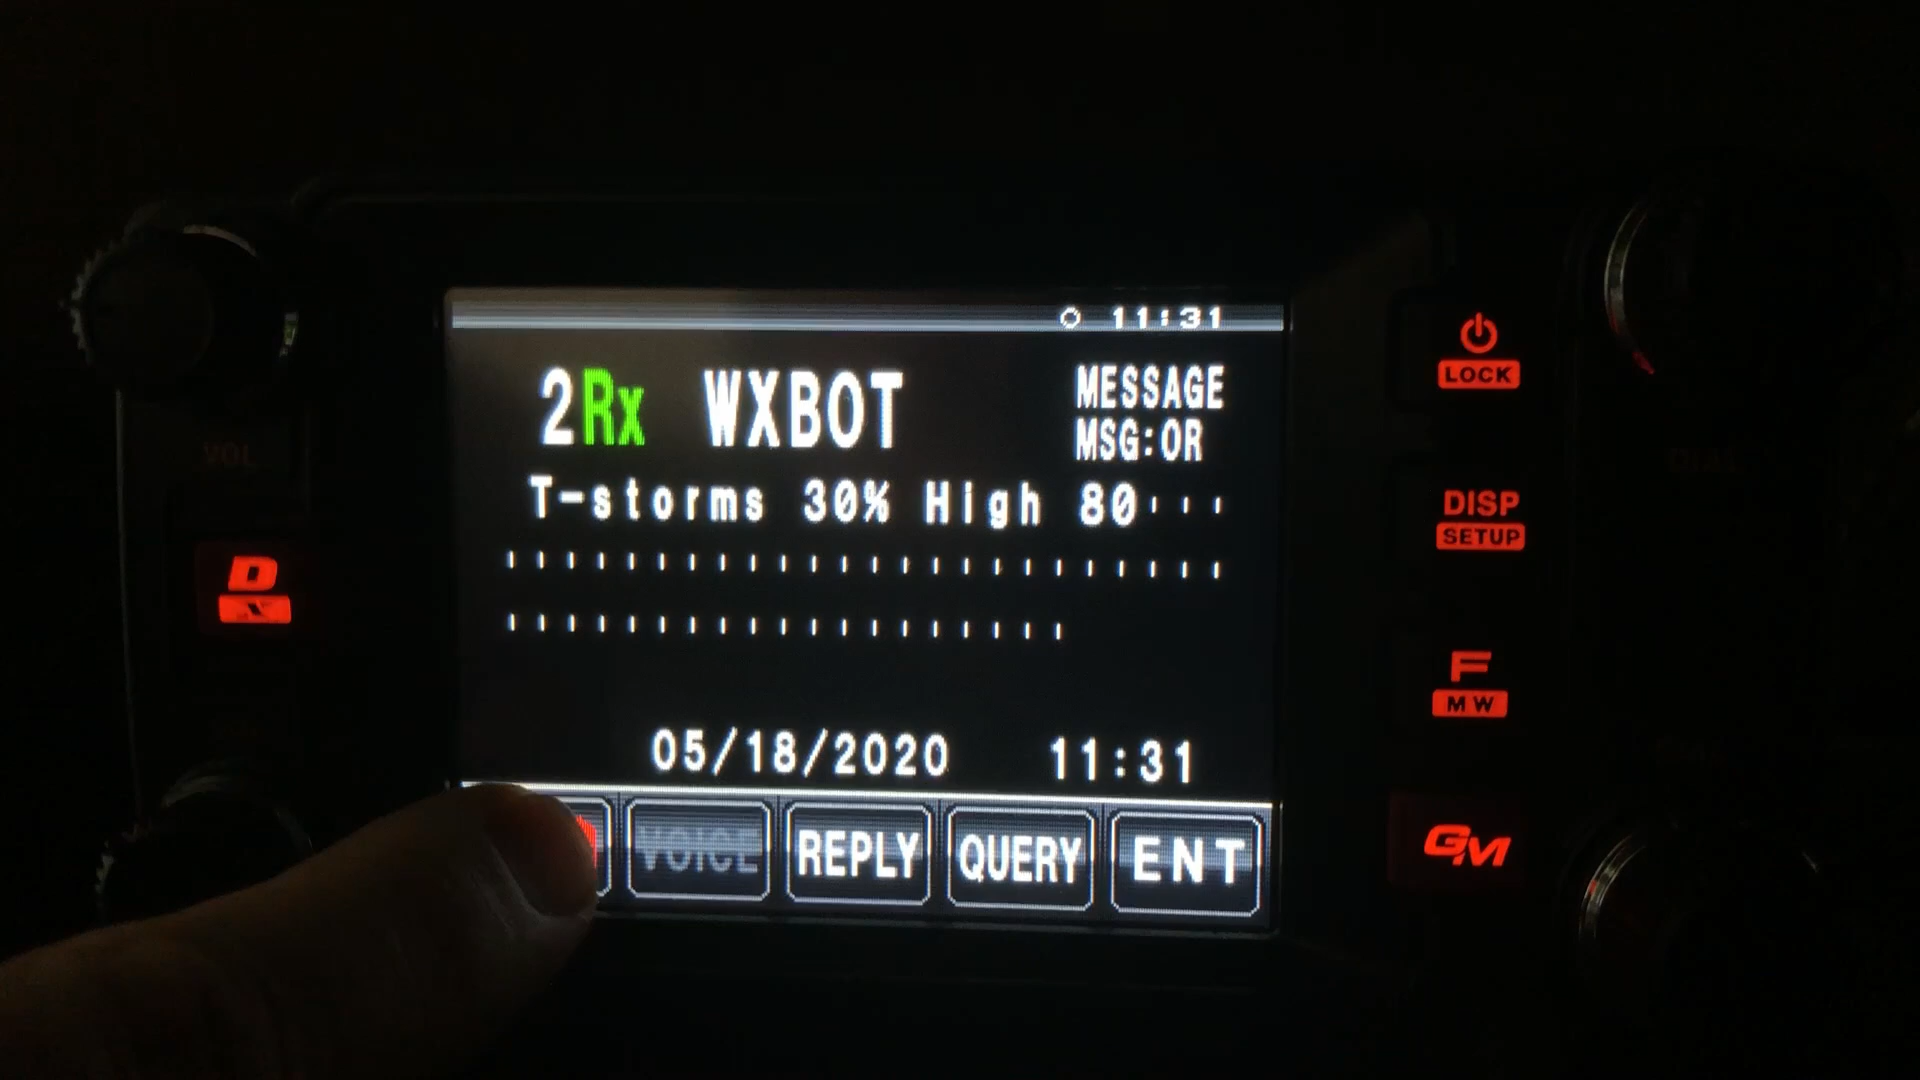 11:31
2Rx WXBOT MESSAGE
MSG:OR
T-storms 30% High 80
05/18/2020 11:31
VOICE REPLY QUERY ENT
VOL
D
X
LOCK
DISP
SETUP
F
MW
GM
DIAL